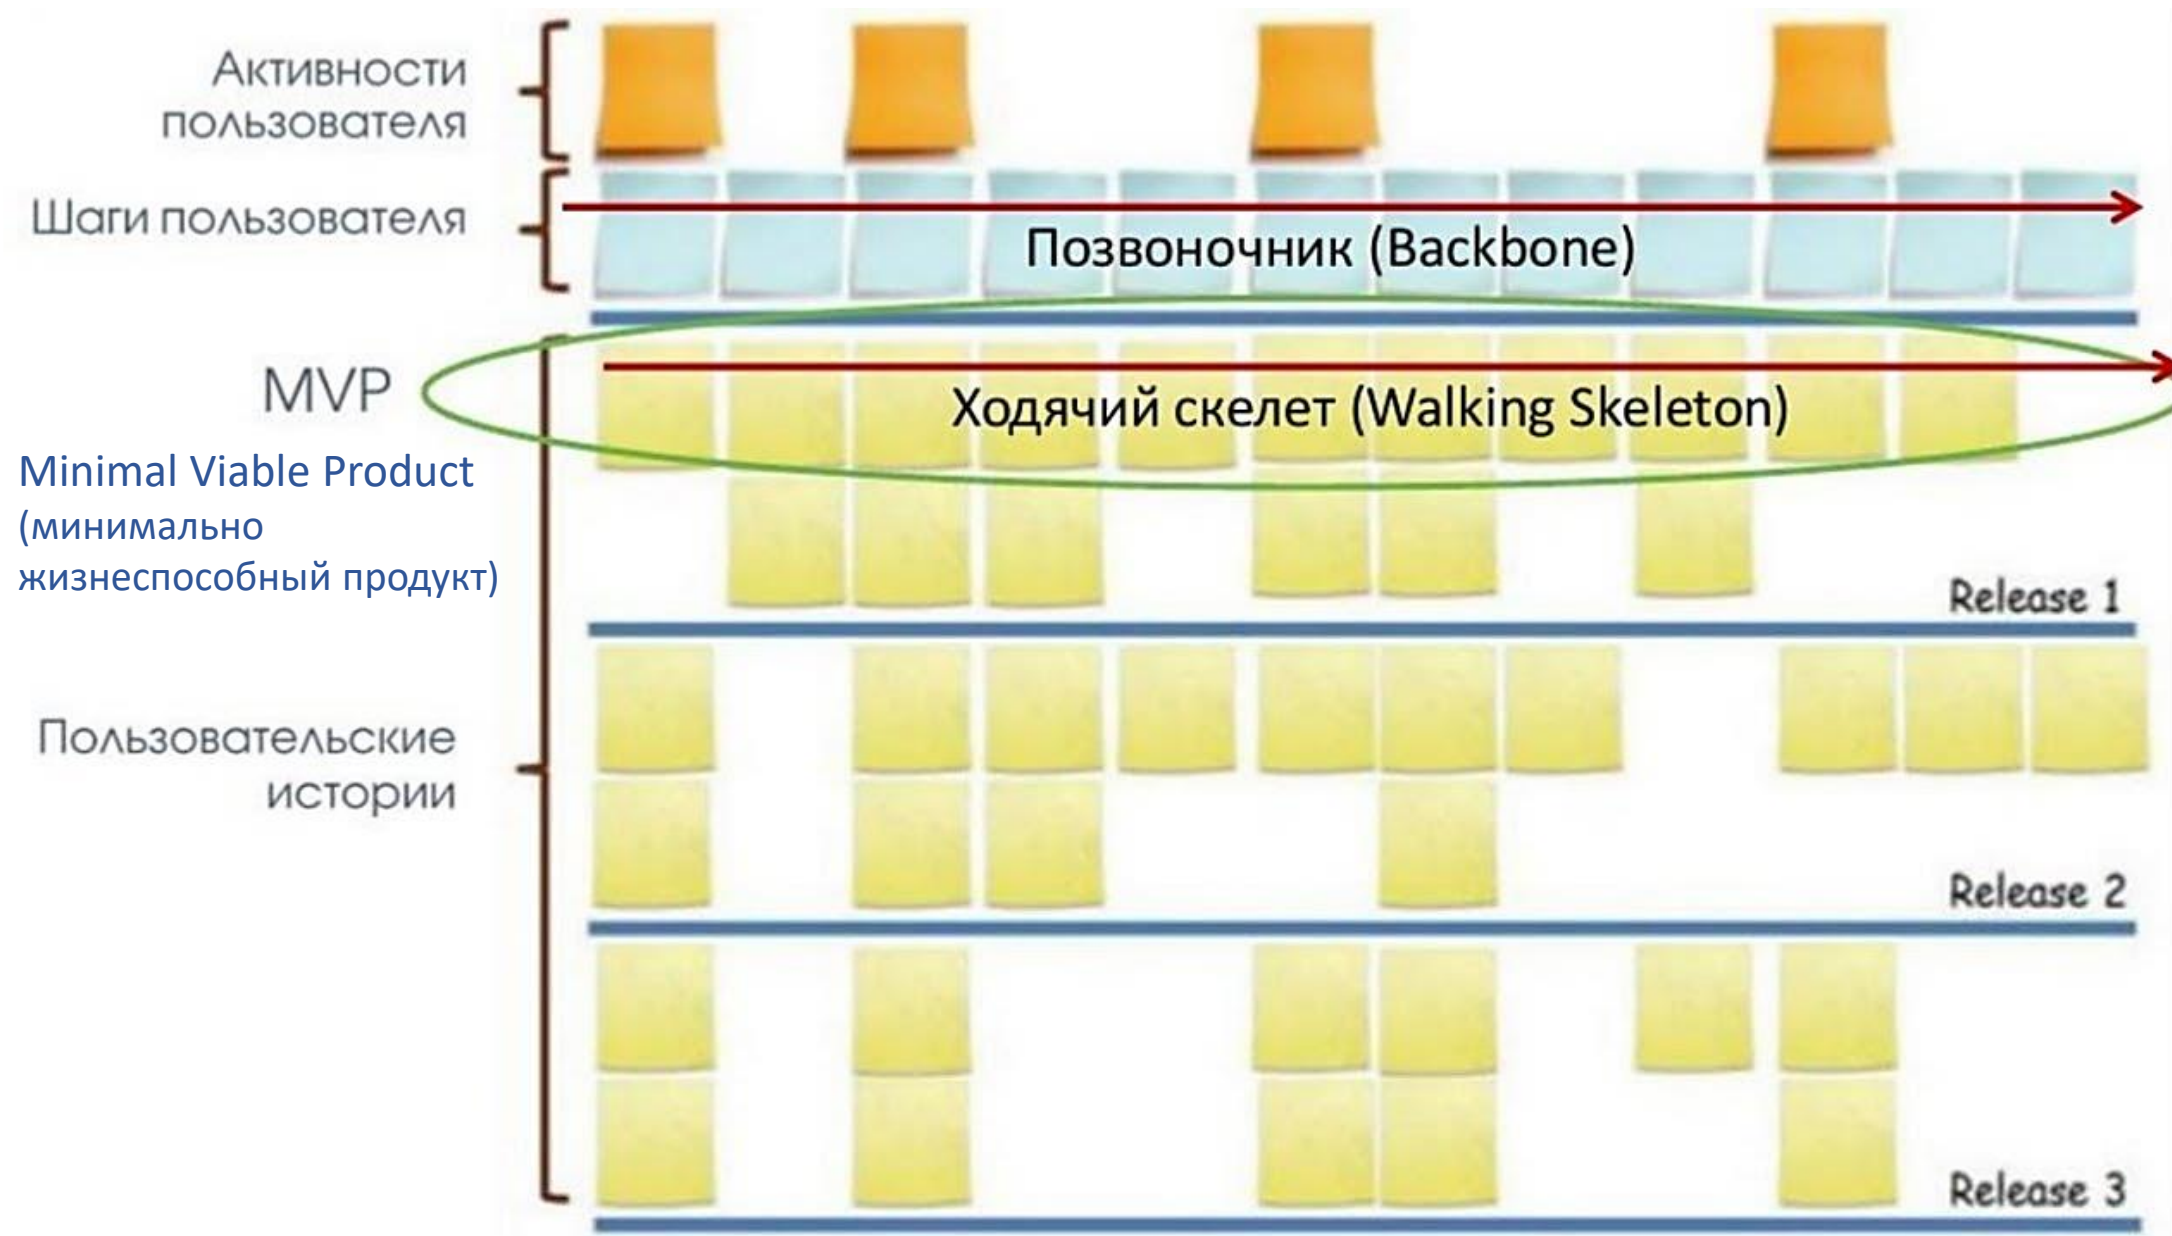 Активности
пользователя
Шаги пользователя
Позвоночник (Backbone)
MVP
Ходячий скелет (Walking Skeleton)
Minimal Viable Product
(минимально
жизнеспособный продукт)
Release 1
Пользовательские
истории
Release 2
Release 3